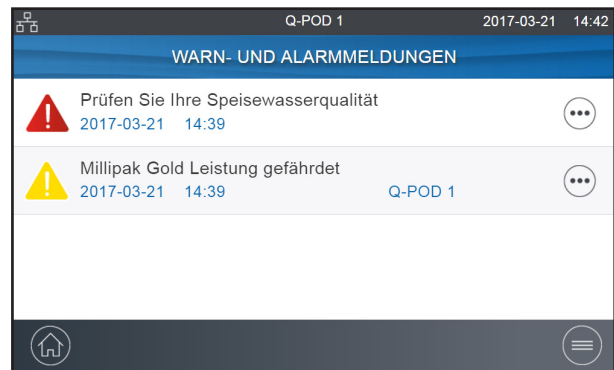 Q-POD 1 2017-03-21 14:42
WARN- UND ALARMMELDUNGEN
Prüfen Sie Ihre Speisewasserqualität
2017-03-21 14:39
Millipak Gold Leistung gefährdet
2017-03-21 14:39 Q-POD 1